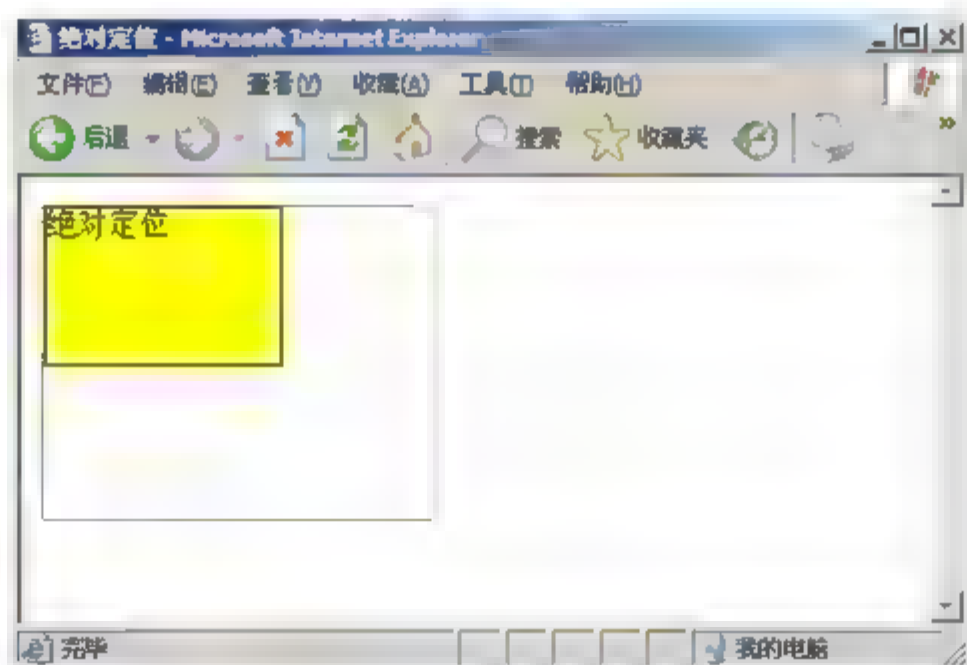 绝对定位 - Microsoft Internet Explorer
文件(F) 编辑(E) 查看(V) 收藏(A) 工具(T) 帮助(H)
后退 搜索 收藏夹
绝对定位
完毕 我的电脑